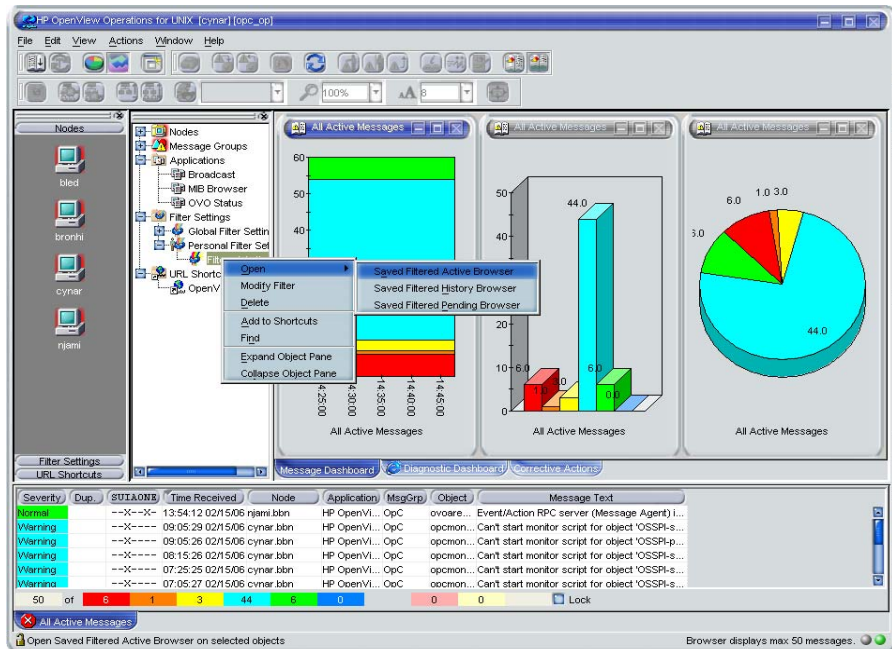 HP OpenView Operations for UNIX [cynar] [opc_op]
File Edit View Actions Window Help
100% 8
Nodes
bled
bronhi
cynar
njami
Filter Settings
URL Shortcuts
Nodes
Message Groups
Applications
Broadcast
MIB Browser
OVO Status
Filter Settings
Global Filter Settin
Personal Filter Set
URL Shortc
OpenV
Open
Modify Filter
Delete
Add to Shortcuts
Find
Expand Object Pane
Collapse Object Pane
Saved Filtered Active Browser
Saved Filtered History Browser
Saved Filtered Pending Browser
All Active Messages
60
50
40
4:25:00
4:30:00
14:35:00
14:40:00
14:45:00
All Active Messages
All Active Messages
50
40
20
10
0
6.0
1.0
3.0
44.0
6.0
0.0
All Active Messages
All Active Messages
6.0
1.0 3.0
44.0
All Active Messages
Message Dashboard Diagnostic Dashboard Corrective Actions
Severity Dup. SUIAONE Time Received Node Application MsgGrp Object Message Text
Normal --X--X- 13:54:12 02/15/06 njami.bbn HP OpenVi... OpC ovoare... Event/Action RPC server (Message Agent) i...
Warning --X---- 09:05:29 02/15/06 cynar.bbn HP OpenVi... OpC opcmon... Can't start monitor script for object 'OSSPI-s...
Warning --X---- 09:05:26 02/15/06 cynar.bbn HP OpenVi... OpC opcmon... Can't start monitor script for object 'OSSPI-p...
Warning --X---- 08:15:26 02/15/06 cynar.bbn HP OpenVi... OpC opcmon... Can't start monitor script for object 'OSSPI-s...
Warning --X---- 07:25:25 02/15/06 cynar.bbn HP OpenVi... OpC opcmon... Can't start monitor script for object 'OSSPI-s...
Warning --X---- 07:05:27 02/15/06 cynar.bbn HP OpenVi... OpC opcmon... Can't start monitor script for object 'OSSPI-s...
50 of 6 1 3 44 6 0 0 0 Lock
All Active Messages
Open Saved Filtered Active Browser on selected objects
Browser displays max 50 messages.